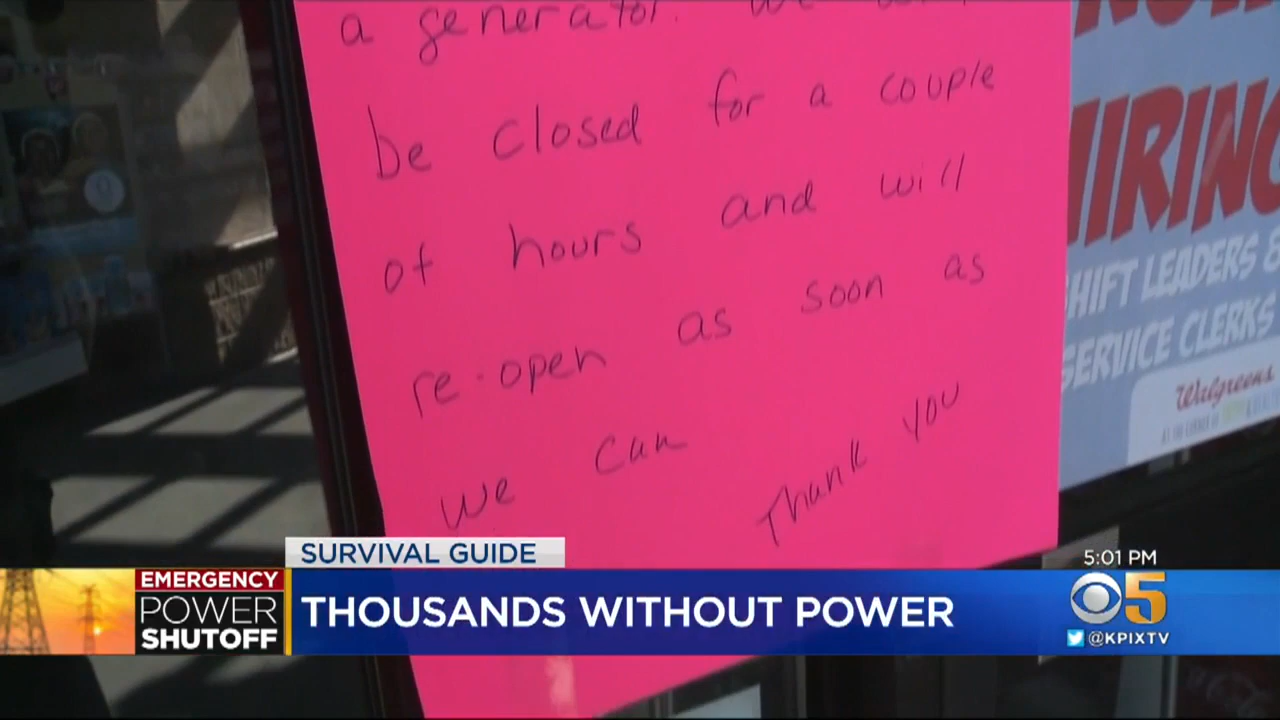 a generator. We
be closed for a couple
of hours and will
re-open as soon as
we can
Thank you
HIRING
SHIFT LEADERS &
SERVICE CLERKS
Walgreens
SURVIVAL GUIDE
5:01 PM
EMERGENCY
POWER
SHUTOFF
THOUSANDS WITHOUT POWER
5
@KPIXTV